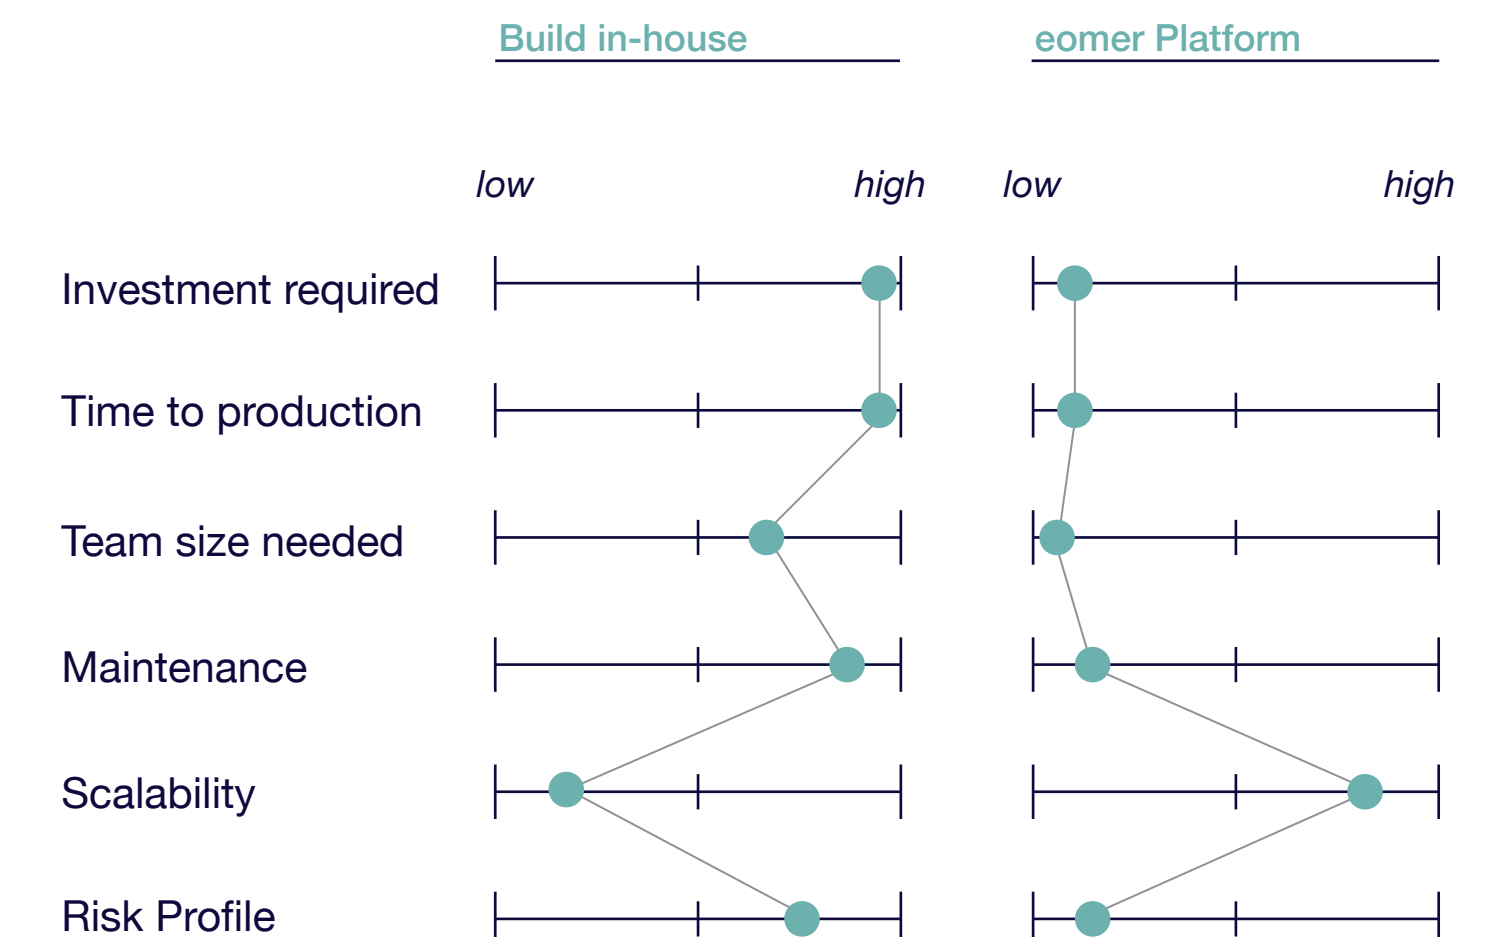 Build in-house eomer Platform
low high low high
Investment required
Time to production
Team size needed
Maintenance
Scalability
Risk Profile